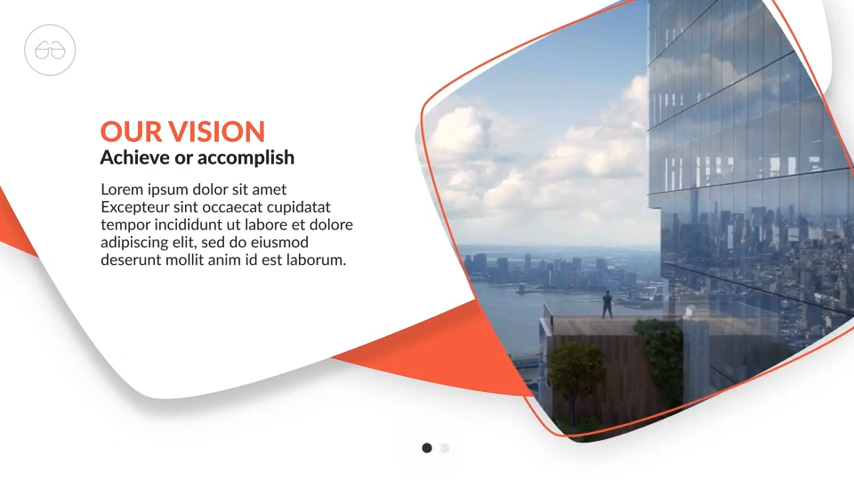 OUR VISION
Achieve or accomplish
Lorem ipsum dolor sit amet
Excepteur sint occaecat cupidatat
tempor incididunt ut labore et dolore
adipiscing elit, sed do eiusmod
deserunt mollit anim id est laborum.